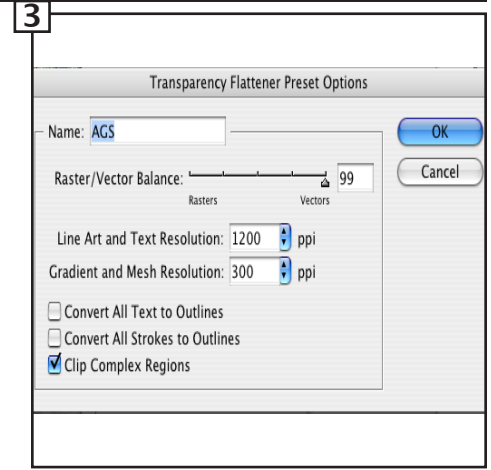 3
Transparency Flattener Preset Options
Name: AGS
OK
Cancel
Raster/Vector Balance: 99
Rasters Vectors
Line Art and Text Resolution: 1200 ppi
Gradient and Mesh Resolution: 300 ppi
Convert All Text to Outlines
Convert All Strokes to Outlines
Clip Complex Regions